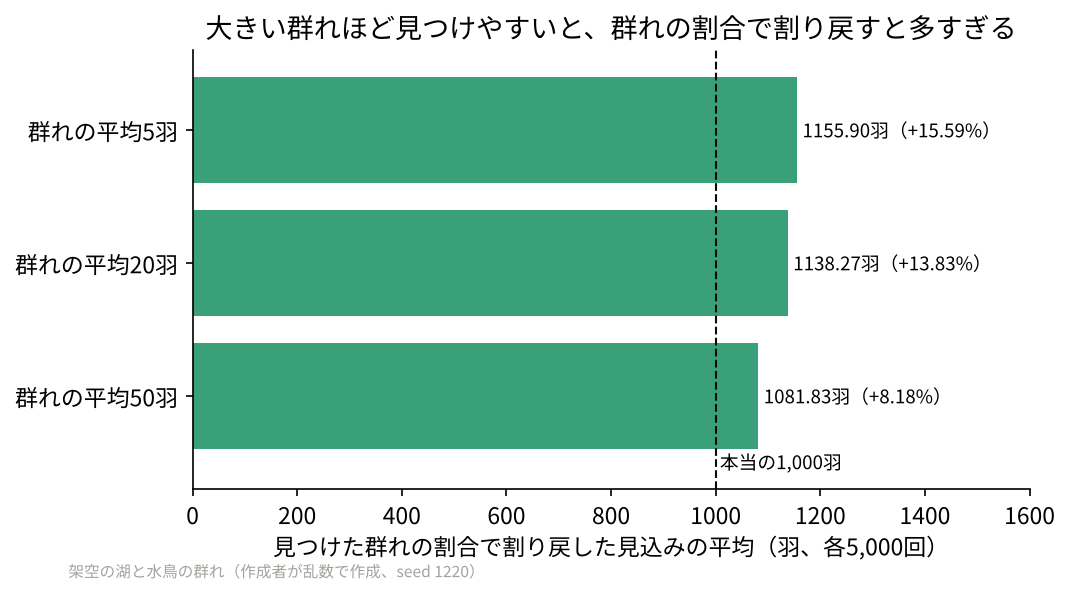 大きい群れほど見つけやすいと、群れの割合で割り戻すと多すぎる
群れの平均5羽
1155.90羽（+15.59%）
群れの平均20羽
1138.27羽（+13.83%）
群れの平均50羽
1081.83羽（+8.18%）
本当の1,000羽
0 200 400 600 800 1000 1200 1400 1600
見つけた群れの割合で割り戻した見込みの平均（羽、各5,000回）
架空の湖と水鳥の群れ（作成者が乱数で作成、seed 1220）